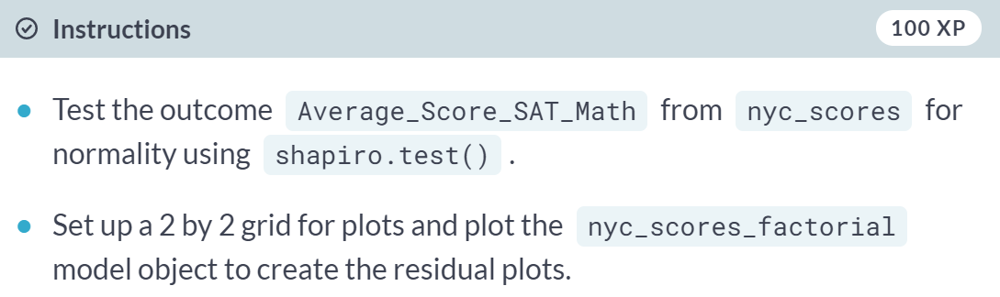 Instructions 100 XP
Test the outcome Average_Score_SAT_Math from nyc_scores for
normality using shapiro.test() .
Set up a 2 by 2 grid for plots and plot the nyc_scores_factorial
model object to create the residual plots.